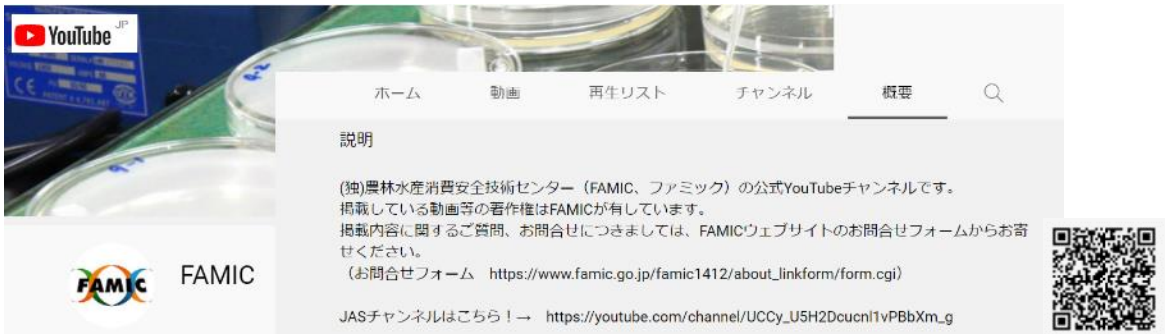 YouTube JP
ホーム 動画 再生リスト チャンネル 概要
説明
(独)農林水産消費安全技術センター（FAMIC、ファミック）の公式YouTubeチャンネルです。
掲載している動画等の著作権はFAMICが有しています。
掲載内容に関するご質問、お問合せにつきましては、FAMICウェブサイトのお問合せフォームからお寄
せください。
（お問合せフォーム　https://www.famic.go.jp/famic1412/about_linkform/form.cgi）
FAMIC
FAMIC
JASチャンネルはこちら！→　https://youtube.com/channel/UCCy_U5H2Dcucnl1vPBbXm_g